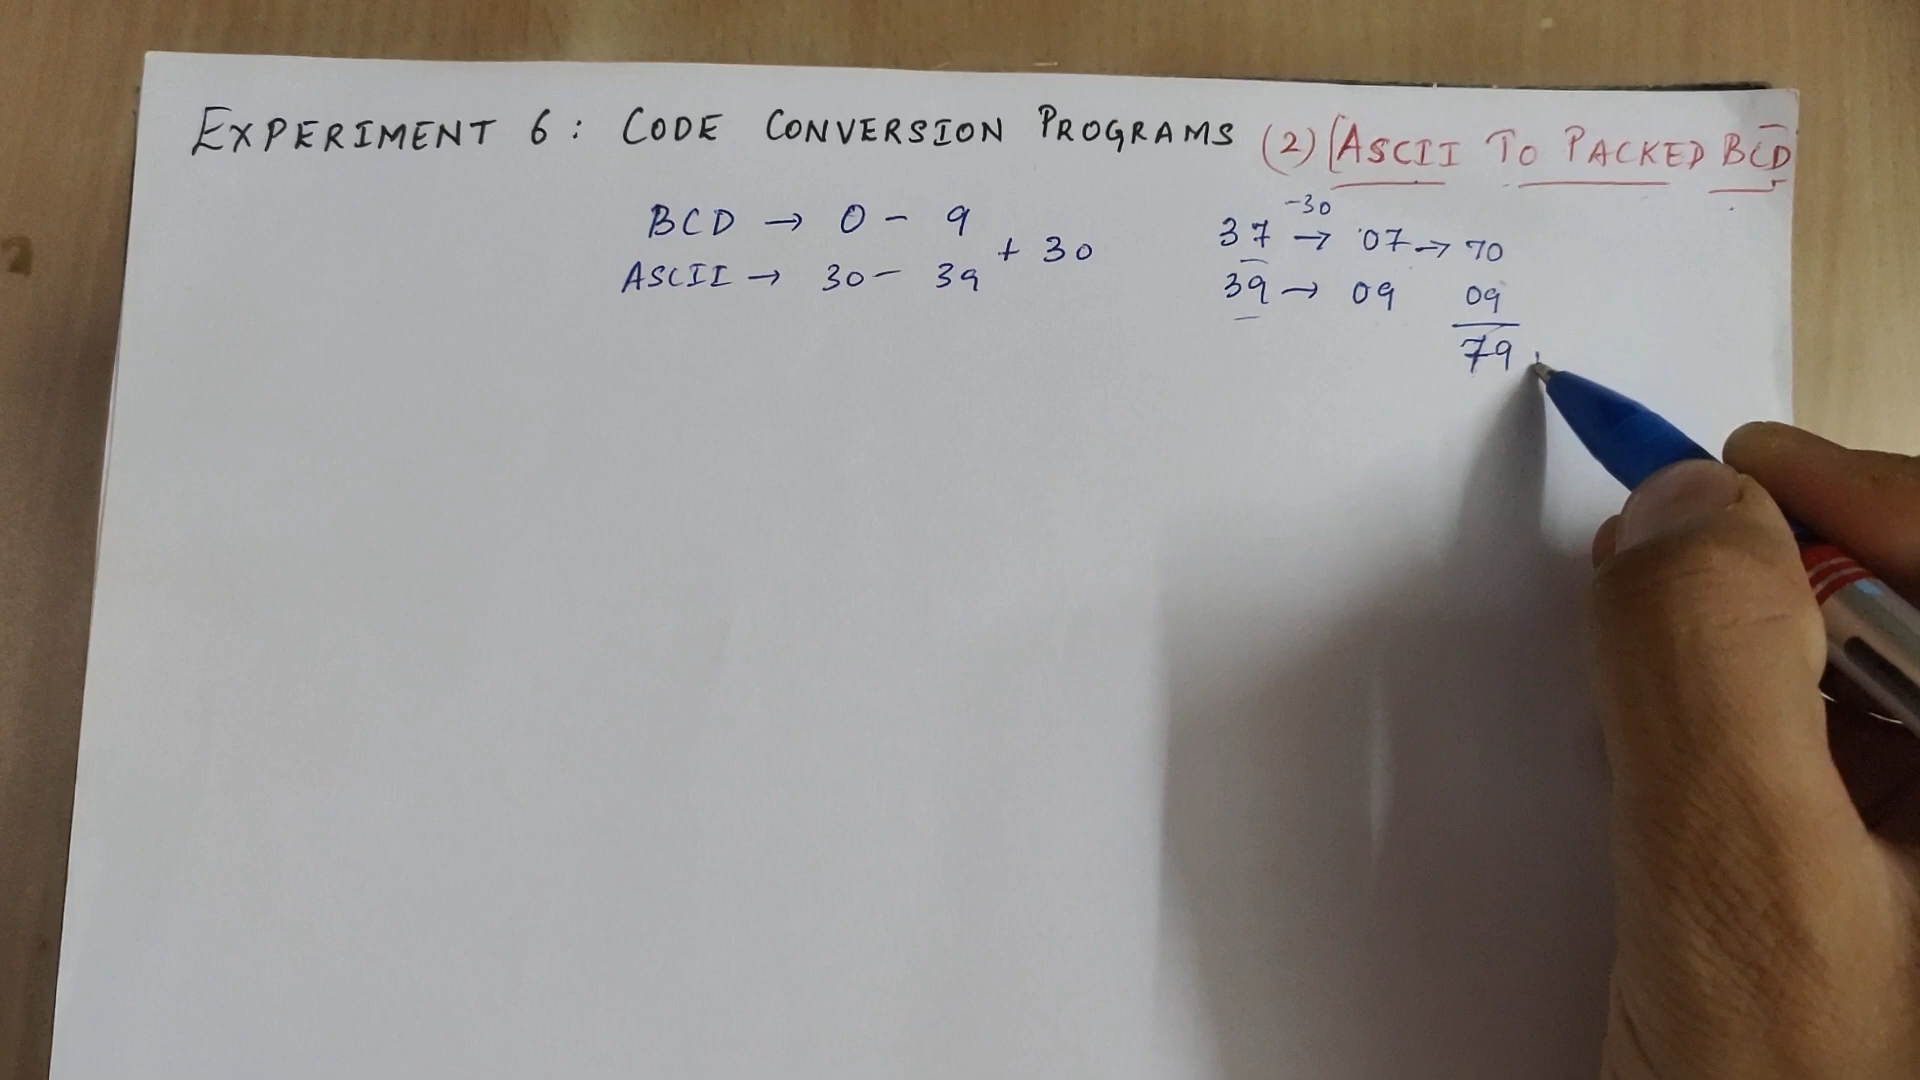 EXPERIMENT 6 : CODE CONVERSION PROGRAMS (2) [ASCII TO PACKED BCD
BCD → 0 - 9
ASCII → 30 - 39
+ 30
-30
37 → 07 → 70
39 → 09 09
79